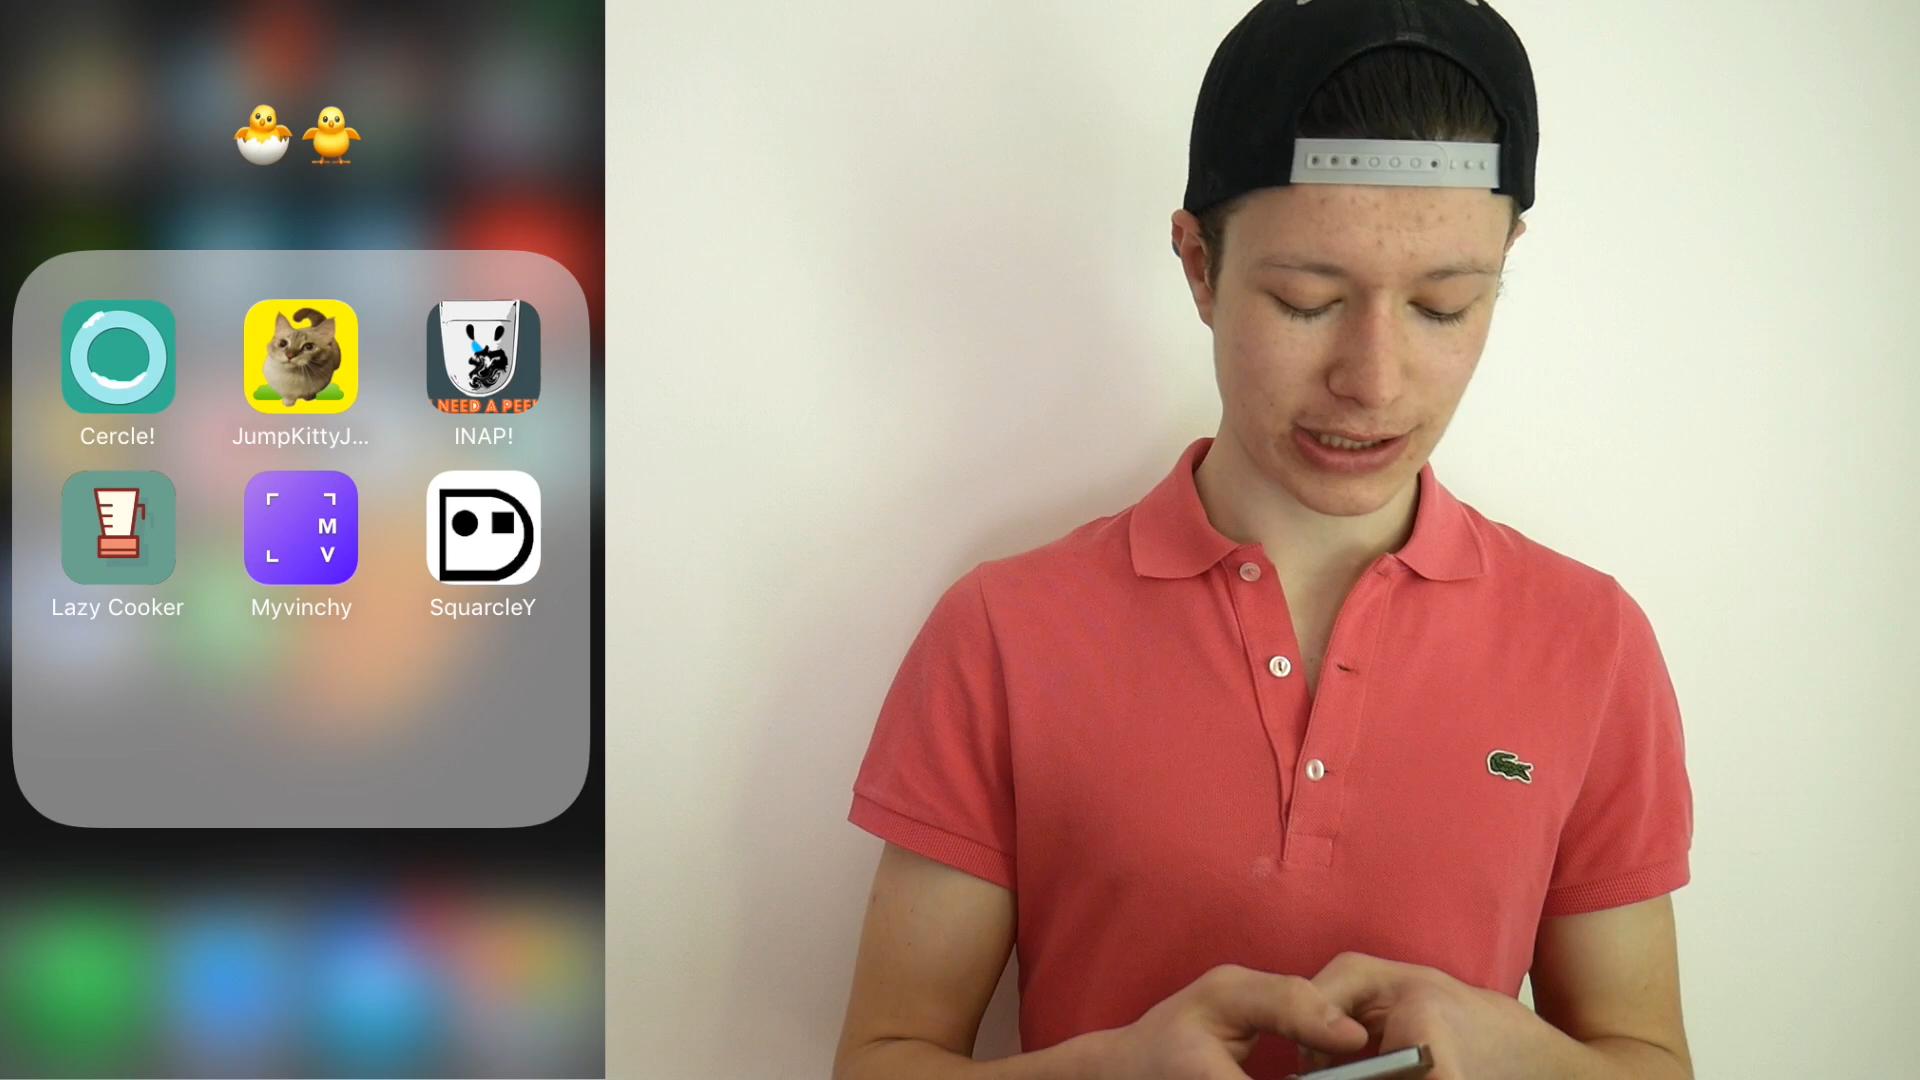 🐣🐥
NEED A PEE
Cercle!
JumpKittyJ...
INAP!
M
V
Lazy Cooker
Myvinchy
SquarcleY